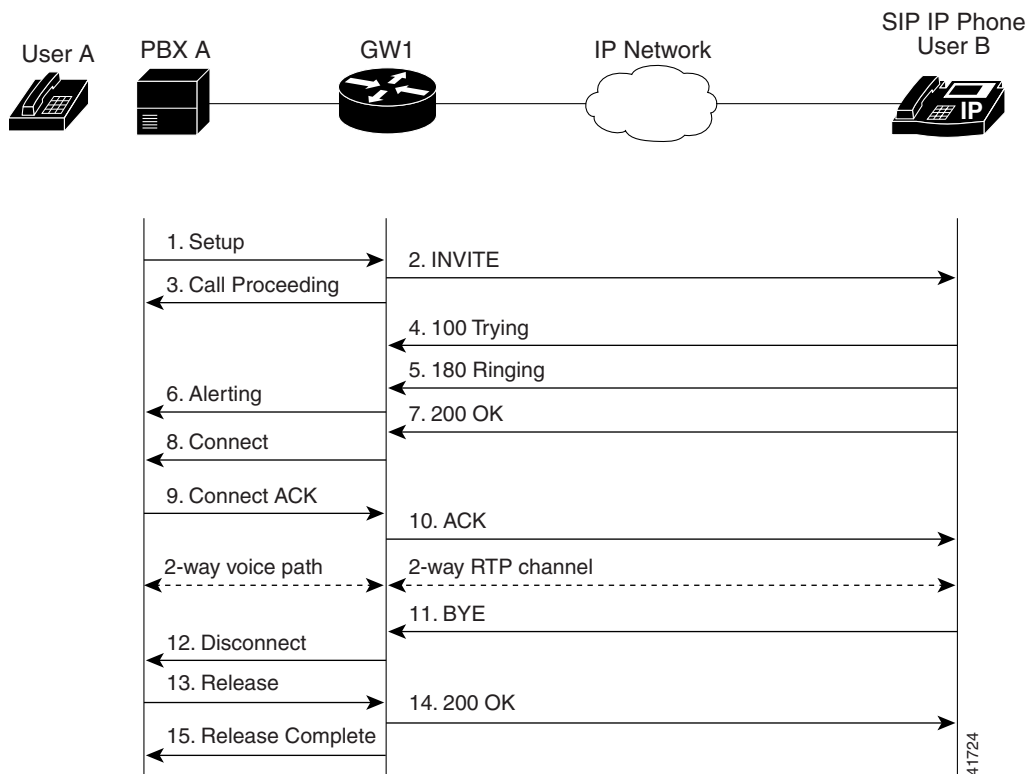 SIP IP Phone
User B
User A
PBX A
GW1
IP Network
IP
1. Setup
2. INVITE
3. Call Proceeding
4. 100 Trying
5. 180 Ringing
6. Alerting
7. 200 OK
8. Connect
9. Connect ACK
10. ACK
2-way voice path
2-way RTP channel
11. BYE
12. Disconnect
13. Release
14. 200 OK
15. Release Complete
41724